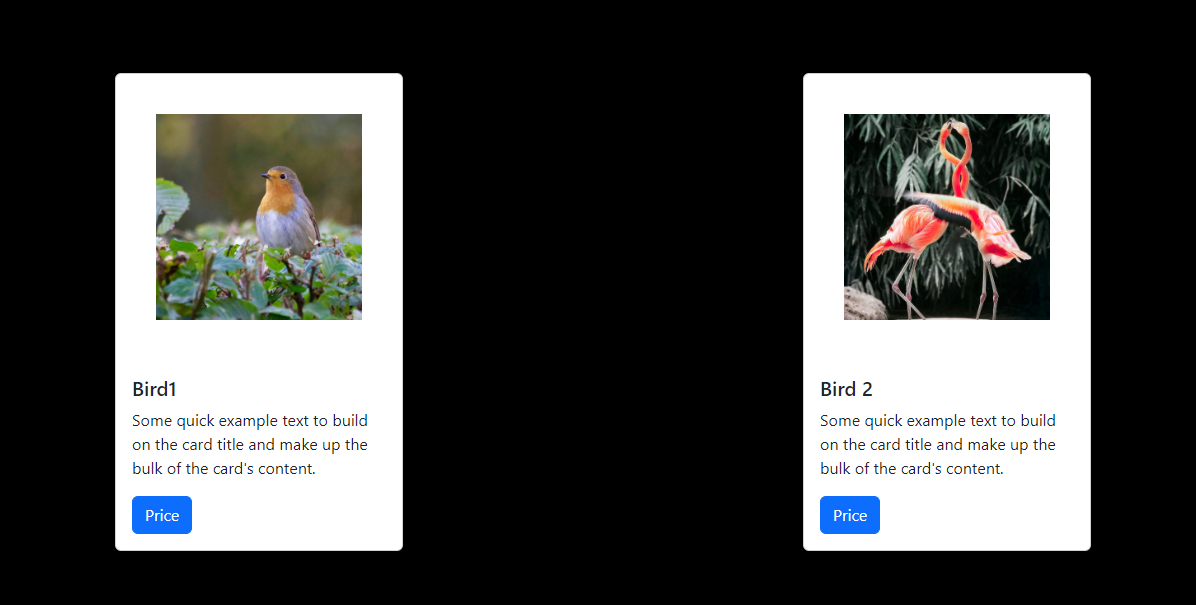 Bird1
Some quick example text to build
on the card title and make up the
bulk of the card's content.
Price
Bird 2
Some quick example text to build
on the card title and make up the
bulk of the card's content.
Price